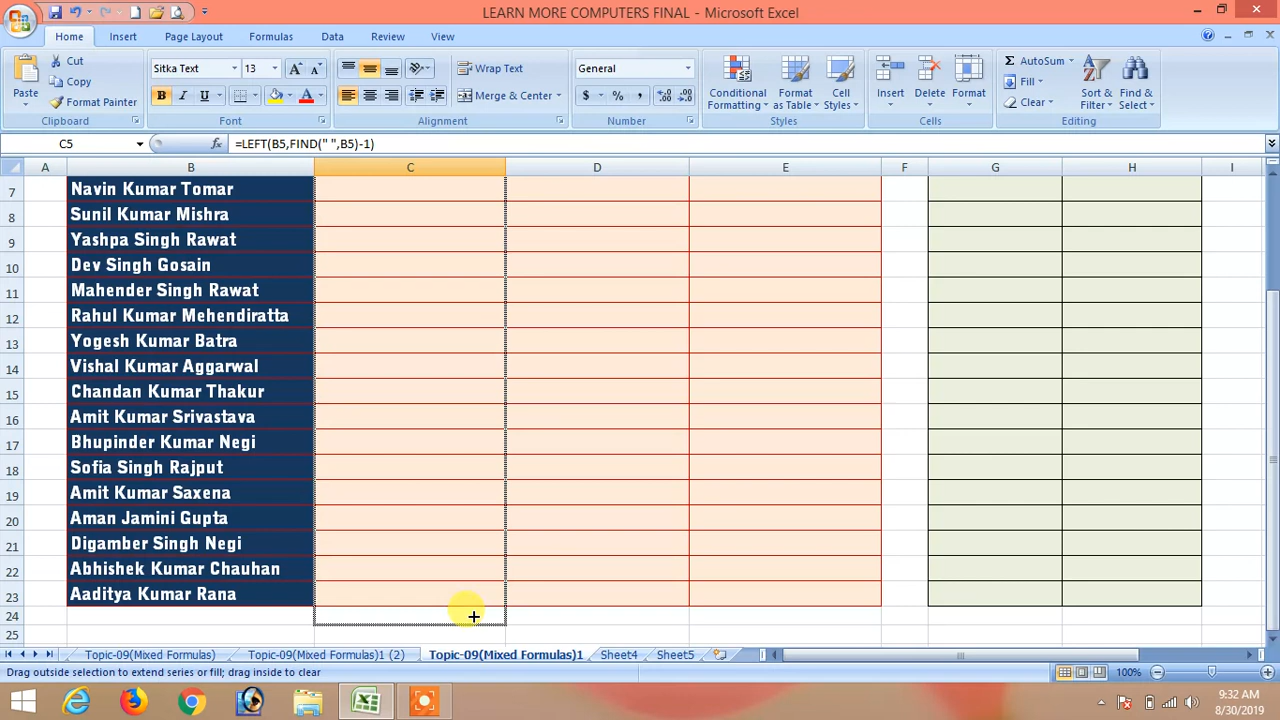 LEARN MORE COMPUTERS FINAL - Microsoft Excel
Home Insert Page Layout Formulas Data Review View
Paste Cut Copy Format Painter Clipboard
Sitka Text 13 A A B I U A Font
Wrap Text Merge & Center Alignment
General $ % , Number
Conditional Formatting Format as Table Cell Styles Styles
Insert Delete Format Cells
AutoSum Fill Clear Sort & Filter Find & Select Editing
C5 fx =LEFT(B5,FIND(" ",B5)-1)
A B C D E F G H I
7 Navin Kumar Tomar
8 Sunil Kumar Mishra
9 Yashpa Singh Rawat
10 Dev Singh Gosain
11 Mahender Singh Rawat
12 Rahul Kumar Mehendiratta
13 Yogesh Kumar Batra
14 Vishal Kumar Aggarwal
15 Chandan Kumar Thakur
16 Amit Kumar Srivastava
17 Bhupinder Kumar Negi
18 Sofia Singh Rajput
19 Amit Kumar Saxena
20 Aman Jamini Gupta
21 Digamber Singh Negi
22 Abhishek Kumar Chauhan
23 Aaditya Kumar Rana
24
25
Topic-09(Mixed Formulas) Topic-09(Mixed Formulas)1 (2) Topic-09(Mixed Formulas)1 Sheet4 Sheet5
Drag outside selection to extend series or fill; drag inside to clear 100%
9:32 AM
8/30/2019